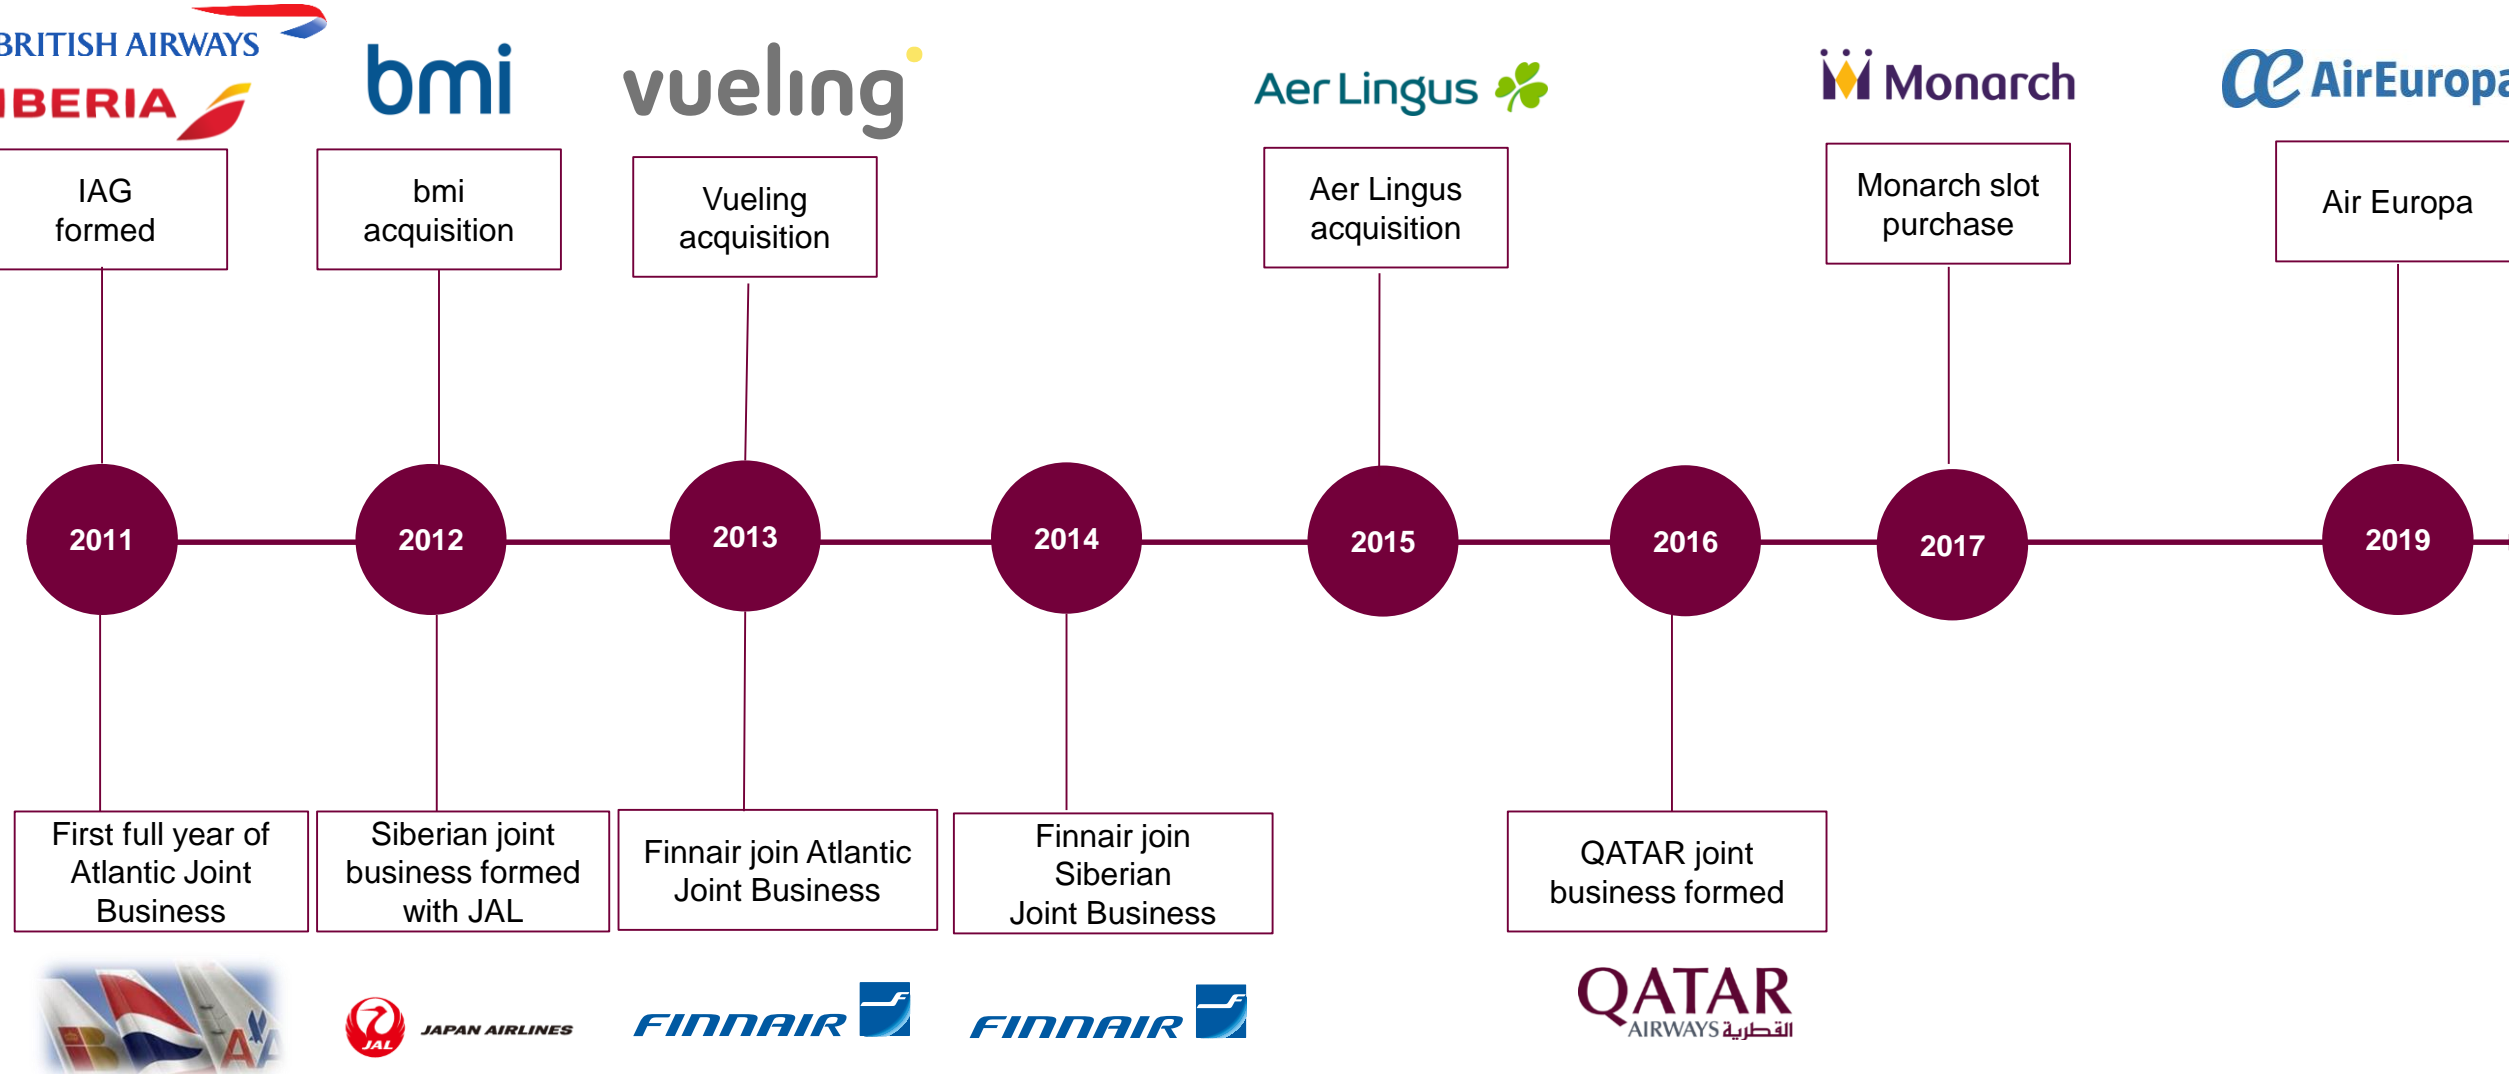 BRITISH AIRWAYS
IBERIA
bmi
vueling
Aer Lingus
Monarch
AirEuropa
IAG
formed
bmi
acquisition
Vueling
acquisition
Aer Lingus
acquisition
Monarch slot
purchase
Air Europa
2011
2012
2013
2014
2015
2016
2017
2019
First full year of
Atlantic Joint
Business
Siberian joint
business formed
with JAL
Finnair join Atlantic
Joint Business
Finnair join
Siberian
Joint Business
QATAR joint
business formed
AA
JAL
JAPAN AIRLINES
FINNAIR
FINNAIR
QATAR
AIRWAYS القطرية